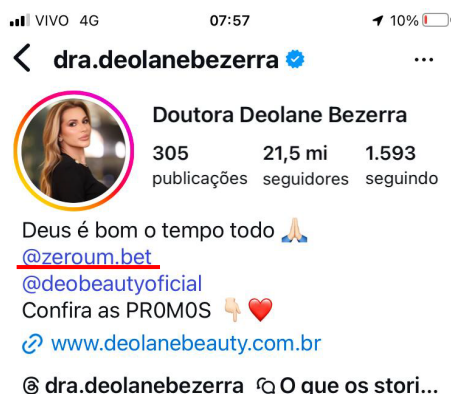 VIVO 4G 07:57 10%
dra.deolanebezerra
Doutora Deolane Bezerra
305 21,5 mi 1.593
publicações seguidores seguindo
Deus é bom o tempo todo 🙏🏻
@zeroum.bet
@deobeautyoficial
Confira as PR0M0S 👇🏻❤️
www.deolanebeauty.com.br
dra.deolanebezerra O que os stori...